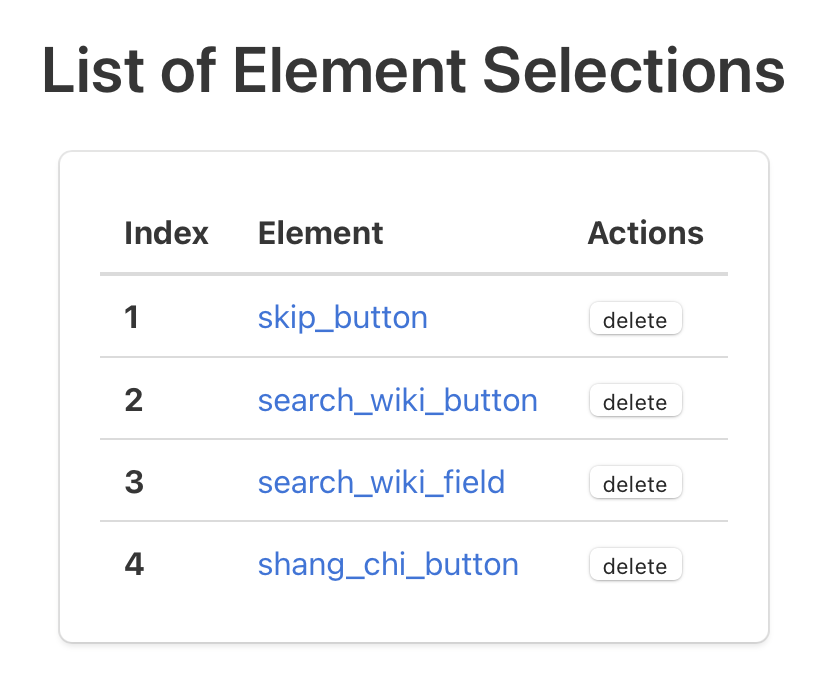 List of Element Selections
Index Element Actions
1 skip_button delete
2 search_wiki_button delete
3 search_wiki_field delete
4 shang_chi_button delete